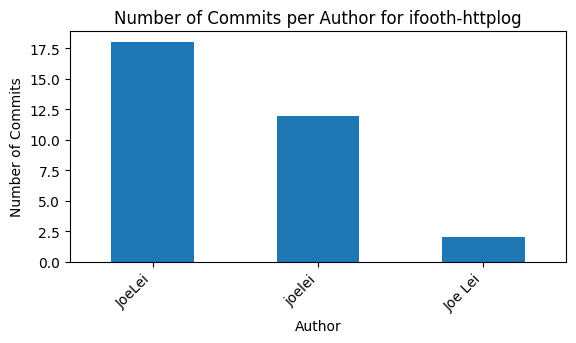 Number of Commits per Author for ifooth-httplog
Number of Commits
17.5
15.0
12.5
10.0
7.5
5.0
2.5
0.0
JoeLei
joelei
Joe Lei
Author